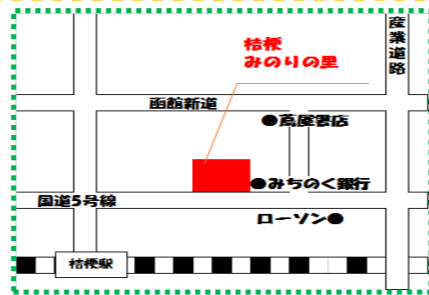 産業道路
桔梗
みのりの里
函館新道
●蔦屋書店
●みちのく銀行
国道5号線
ローソン●
桔梗駅